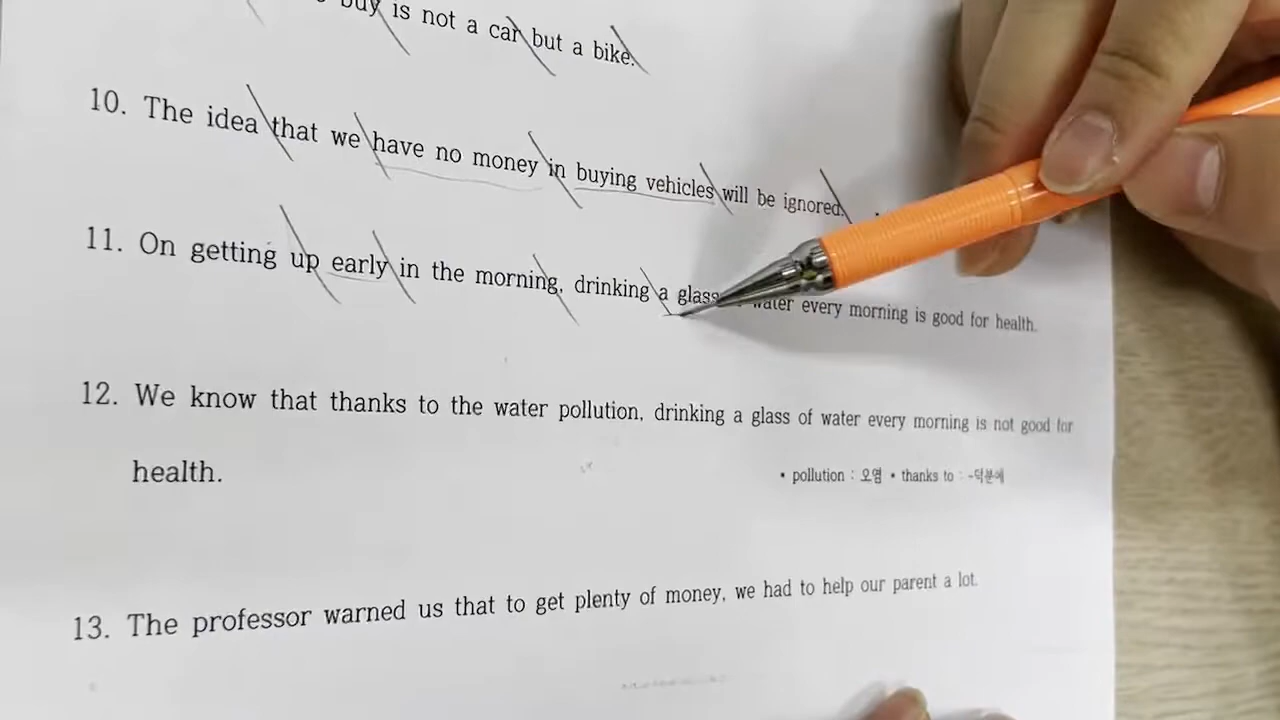 buy is not a car but a bike.
10. The idea that we have no money in buying vehicles will be ignored.
11. On getting up early in the morning, drinking a glass water every morning is good for health.
12. We know that thanks to the water pollution, drinking a glass of water every morning is not good for
health.
• pollution : 오염 • thanks to : -덕분에
13. The professor warned us that to get plenty of money, we had to help our parent a lot.